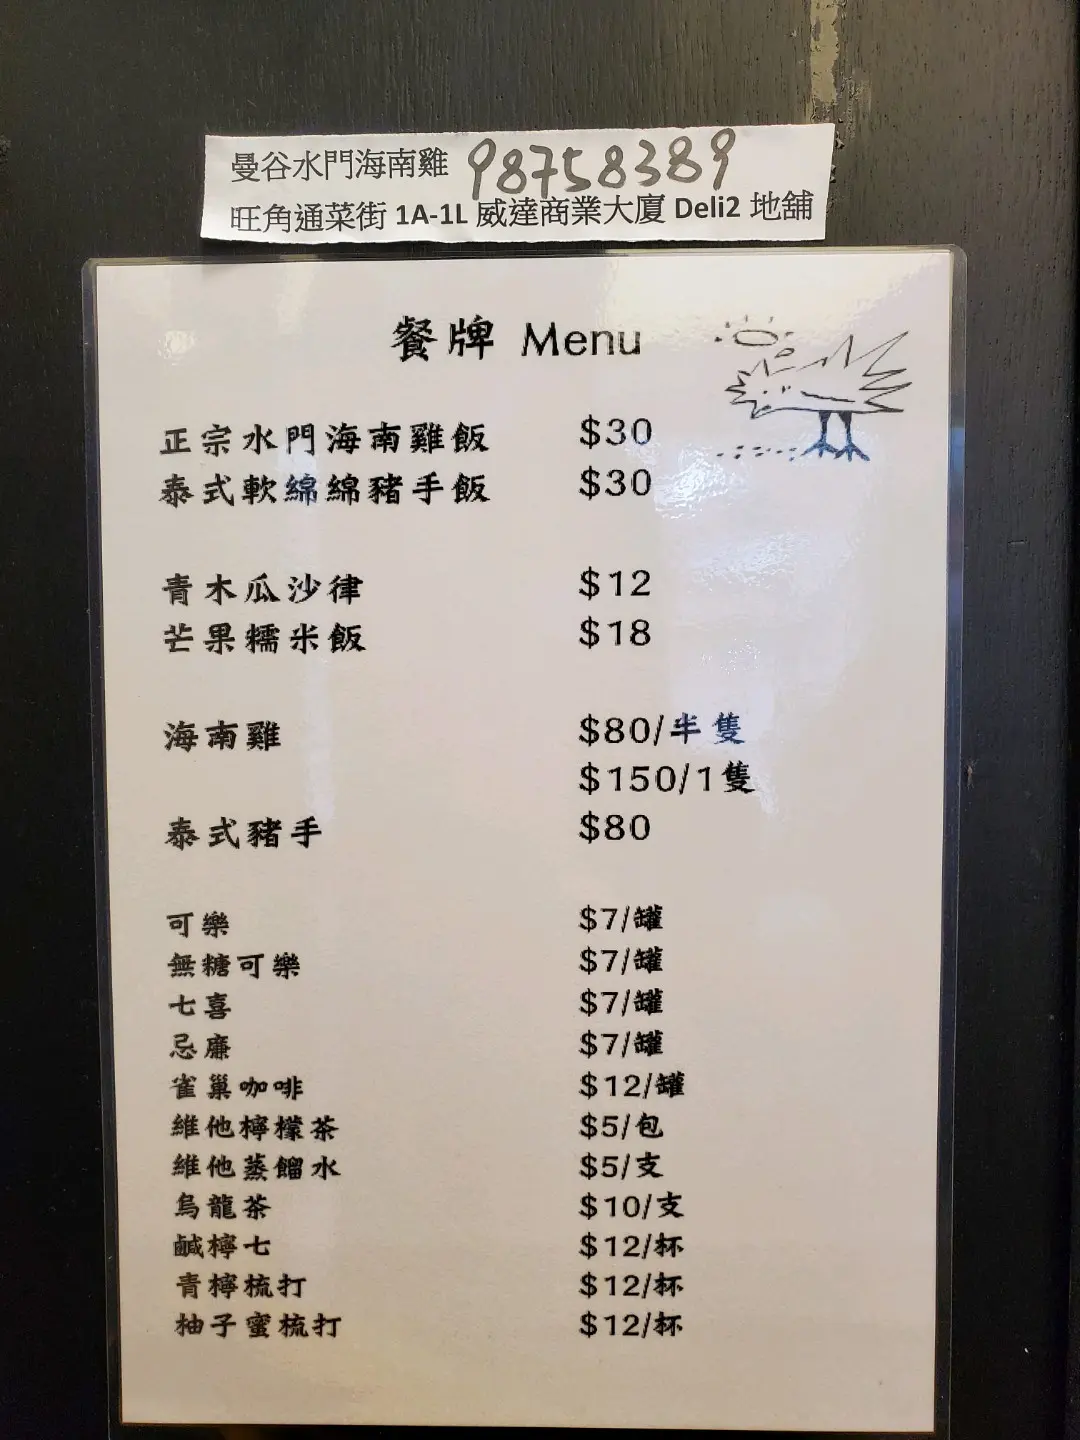 曼谷水門海南雞 98758389
旺角通菜街 1A-1L 威達商業大廈 Deli2 地舖
餐牌 Menu
正宗水門海南雞飯 $30
泰式軟綿綿豬手飯 $30
青木瓜沙律 $12
芒果糯米飯 $18
海南雞 $80/半隻
$150/1隻
泰式豬手 $80
可樂 $7/罐
無糖可樂 $7/罐
七喜 $7/罐
忌廉 $7/罐
雀巢咖啡 $12/罐
維他檸檬茶 $5/包
維他蒸餾水 $5/支
烏龍茶 $10/支
鹹檸七 $12/杯
青檸梳打 $12/杯
柚子蜜梳打 $12/杯